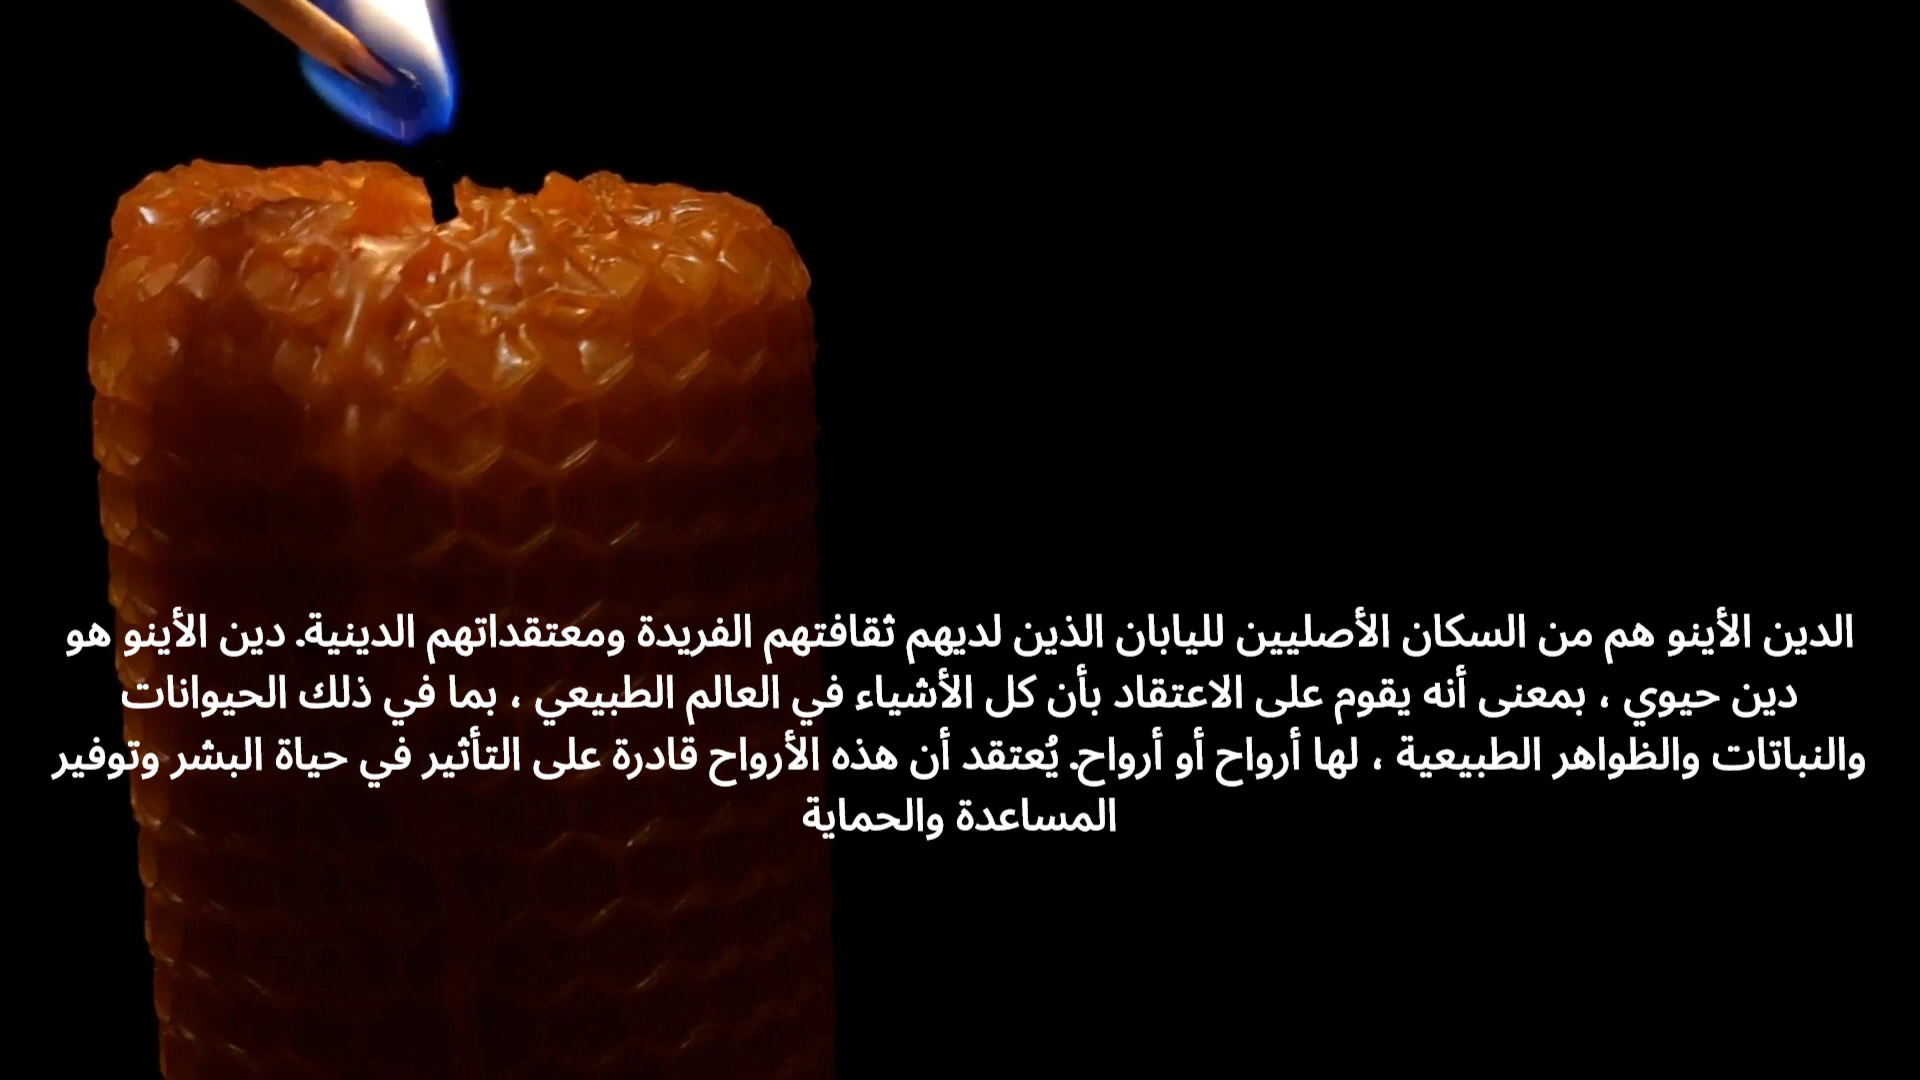 الدين الأينو هم من السكان الأصليين لليابان الذين لديهم ثقافتهم الفريدة ومعتقداتهم الدينية. دين الأينو هو
دين حيوي ، بمعنى أنه يقوم على الاعتقاد بأن كل الأشياء في العالم الطبيعي ، بما في ذلك الحيوانات
والنباتات والظواهر الطبيعية ، لها أرواح أو أرواح. يُعتقد أن هذه الأرواح قادرة على التأثير في حياة البشر وتوفير
المساعدة والحماية